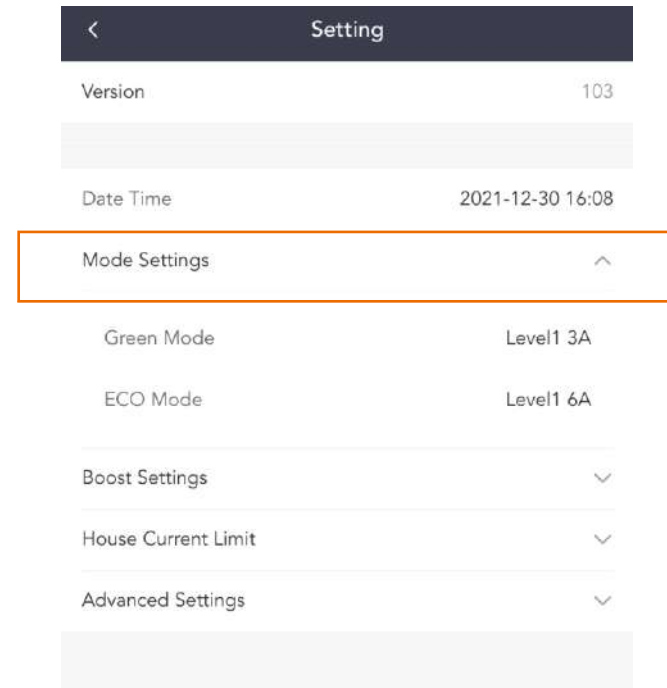 Setting
Version 103
Date Time 2021-12-30 16:08
Mode Settings
Green Mode Level1 3A
ECO Mode Level1 6A
Boost Settings
House Current Limit
Advanced Settings